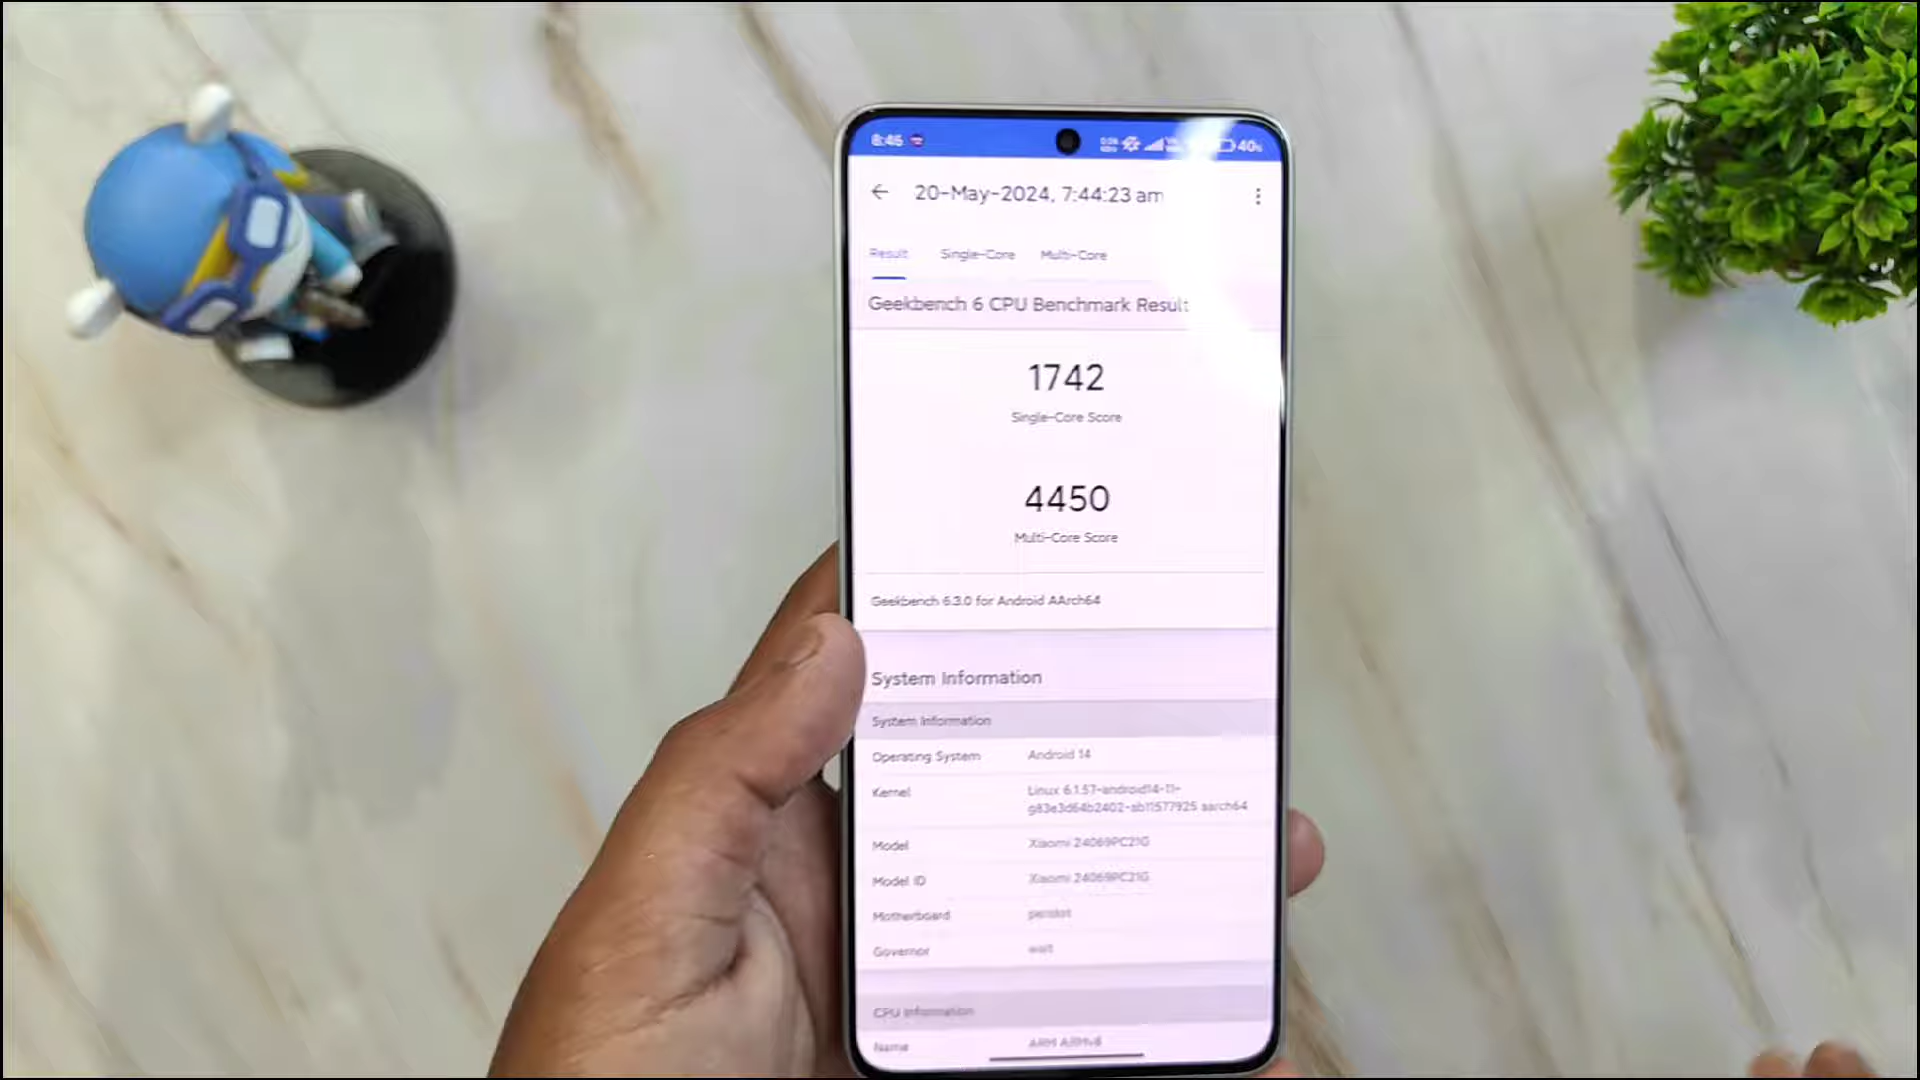 8:46
40%
20-May-2024, 7:44:23 am
Result Single-Core Multi-Core
Geekbench 6 CPU Benchmark Result
1742
Single-Core Score
4450
Multi-Core Score
Geekbench 6.3.0 for Android AArch64
System Information
System Information
Operating System Android 14
Kernel Linux 6.1.57-android14-11-
g83e3d64b2402-ab11577925 aarch64
Model Xiaomi 24069PC21G
Model ID Xiaomi 24069PC21G
Motherboard peridot
Governor walt
CPU Information
Name ARM ARMv8